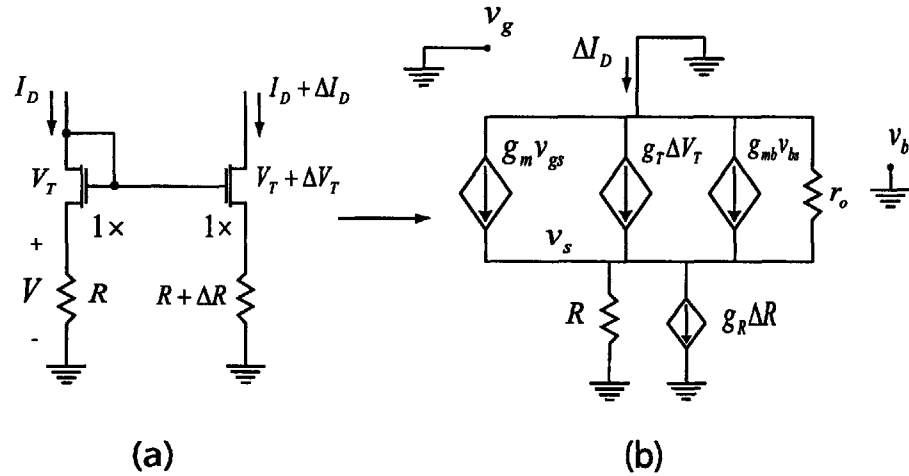 I_D
I_D + ΔI_D
V_T
V_T + ΔV_T
1×
1×
+
V
-
R
R + ΔR
(a)
v_g
ΔI_D
g_m v_gs
g_T ΔV_T
g_mb v_bs
r_o
v_b
v_s
R
g_R ΔR
(b)